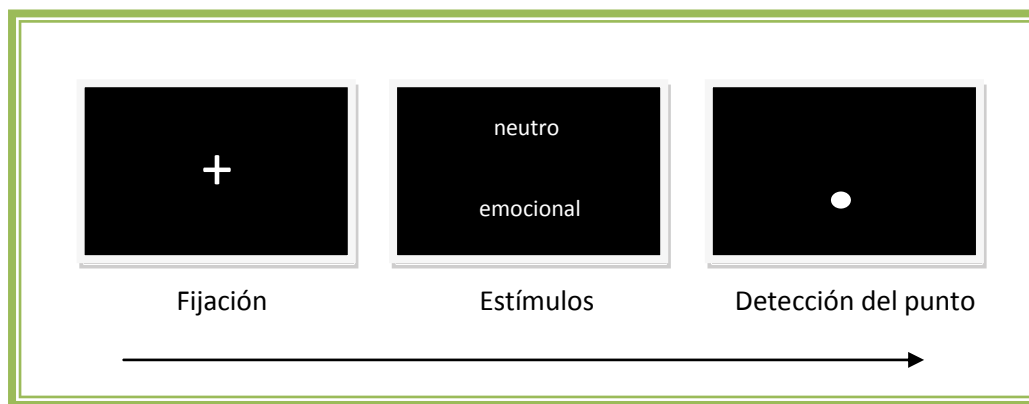 +
neutro
emocional
Fijación
Estímulos
Detección del punto